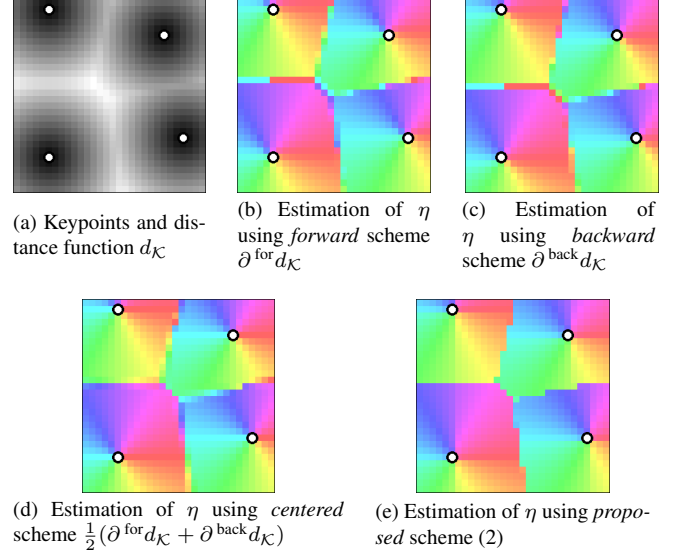 (a) Keypoints and dis-
tance function d_𝒦
(b) Estimation of η
using forward scheme
∂^for d_𝒦
(c) Estimation of
η using backward
scheme ∂^back d_𝒦
(d) Estimation of η using centered
scheme ½(∂^for d_𝒦 + ∂^back d_𝒦)
(e) Estimation of η using propo-
sed scheme (2)